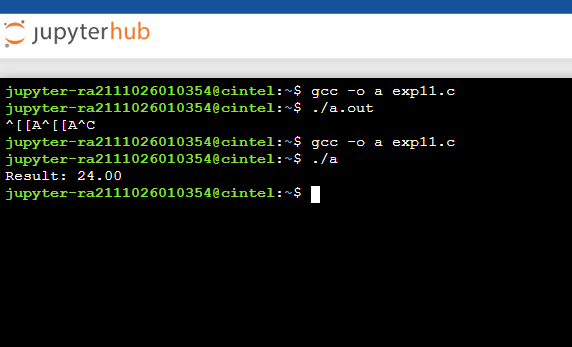 jupyterhub
jupyter-ra2111026010354@cintel:~$ gcc -o a exp11.c
jupyter-ra2111026010354@cintel:~$ ./a.out
^[[A^[[A^C
jupyter-ra2111026010354@cintel:~$ gcc -o a exp11.c
jupyter-ra2111026010354@cintel:~$ ./a
Result: 24.00
jupyter-ra2111026010354@cintel:~$